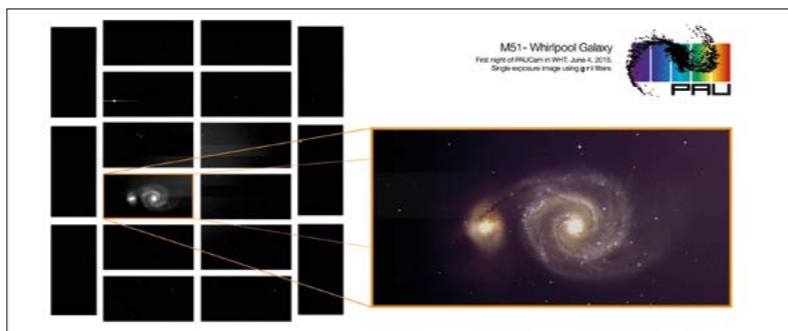 M51- Whirlpool Galaxy
First night of PAUCam in WHT, June 4, 2015.
Single exposure image using g r i filters.
PAU